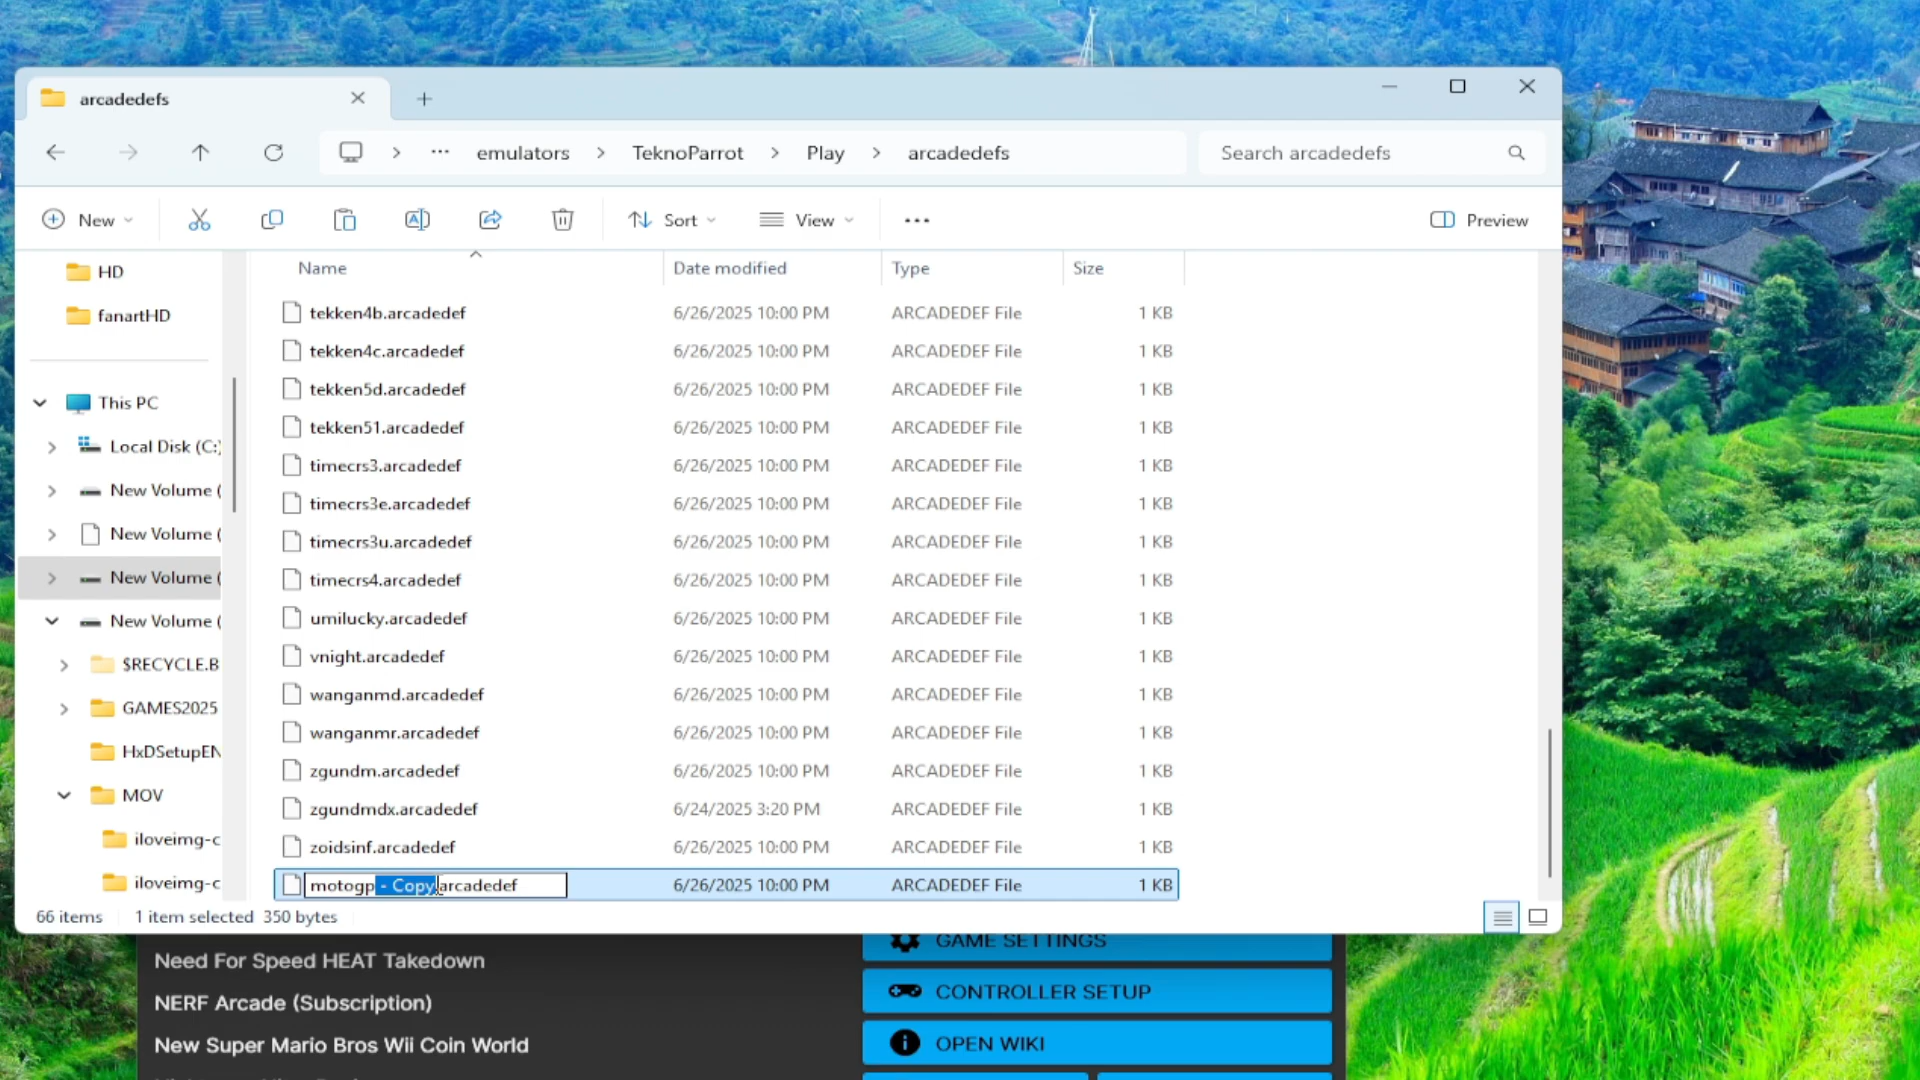 arcadedefs
emulators
TeknoParrot
Play
arcadedefs
Search arcadedefs
New
Sort
View
Preview
HD
fanartHD
This PC
Local Disk (C:)
New Volume (
New Volume (
New Volume (
New Volume (
$RECYCLE.B
GAMES2025
HxDSetupEN
MOV
iloveimg-c
iloveimg-c
Name Date modified Type Size
tekken4b.arcadedef 6/26/2025 10:00 PM ARCADEDEF File 1 KB
tekken4c.arcadedef 6/26/2025 10:00 PM ARCADEDEF File 1 KB
tekken5d.arcadedef 6/26/2025 10:00 PM ARCADEDEF File 1 KB
tekken51.arcadedef 6/26/2025 10:00 PM ARCADEDEF File 1 KB
timecrs3.arcadedef 6/26/2025 10:00 PM ARCADEDEF File 1 KB
timecrs3e.arcadedef 6/26/2025 10:00 PM ARCADEDEF File 1 KB
timecrs3u.arcadedef 6/26/2025 10:00 PM ARCADEDEF File 1 KB
timecrs4.arcadedef 6/26/2025 10:00 PM ARCADEDEF File 1 KB
umilucky.arcadedef 6/26/2025 10:00 PM ARCADEDEF File 1 KB
vnight.arcadedef 6/26/2025 10:00 PM ARCADEDEF File 1 KB
wanganmd.arcadedef 6/26/2025 10:00 PM ARCADEDEF File 1 KB
wanganmr.arcadedef 6/26/2025 10:00 PM ARCADEDEF File 1 KB
zgundm.arcadedef 6/26/2025 10:00 PM ARCADEDEF File 1 KB
zgundmdx.arcadedef 6/24/2025 3:20 PM ARCADEDEF File 1 KB
zoidsinf.arcadedef 6/26/2025 10:00 PM ARCADEDEF File 1 KB
motogp - Copy.arcadedef 6/26/2025 10:00 PM ARCADEDEF File 1 KB
66 items 1 item selected 350 bytes
Need For Speed HEAT Takedown
NERF Arcade (Subscription)
New Super Mario Bros Wii Coin World
GAME SETTINGS
CONTROLLER SETUP
OPEN WIKI